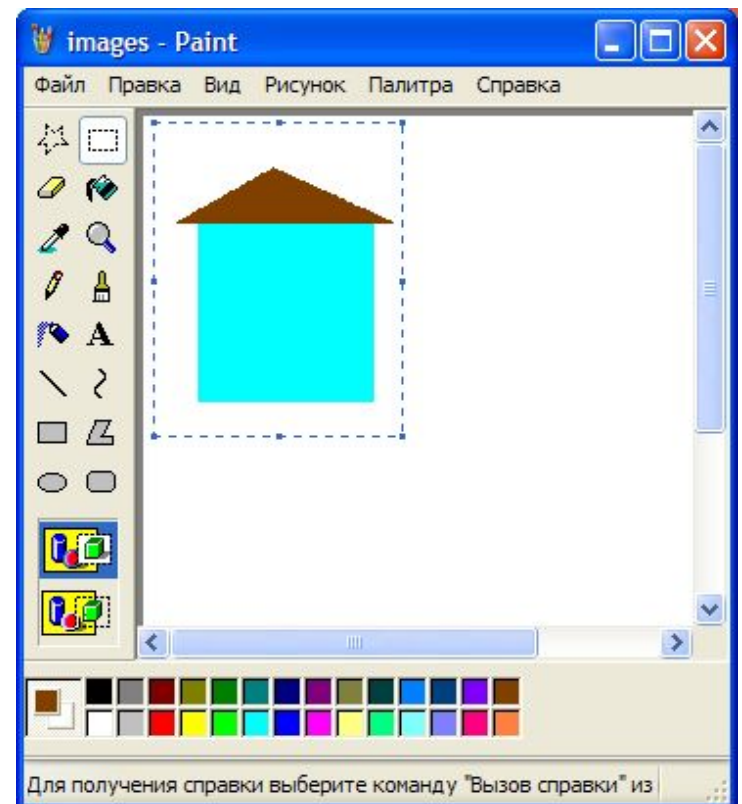 images - Paint
Файл Правка Вид Рисунок Палитра Справка
A
Для получения справки выберите команду "Вызов справки" из